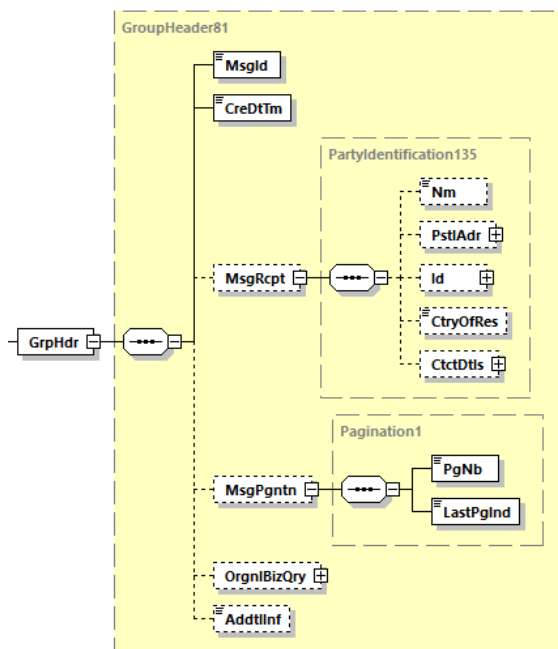 GroupHeader81
MsgId
CreDtTm
PartyIdentification135
Nm
PstlAdr
MsgRcpt
Id
CtryOfRes
GrpHdr
CtctDtls
Pagination1
PgNb
MsgPgntn
LastPgInd
OrgnlBizQry
AddtlInf